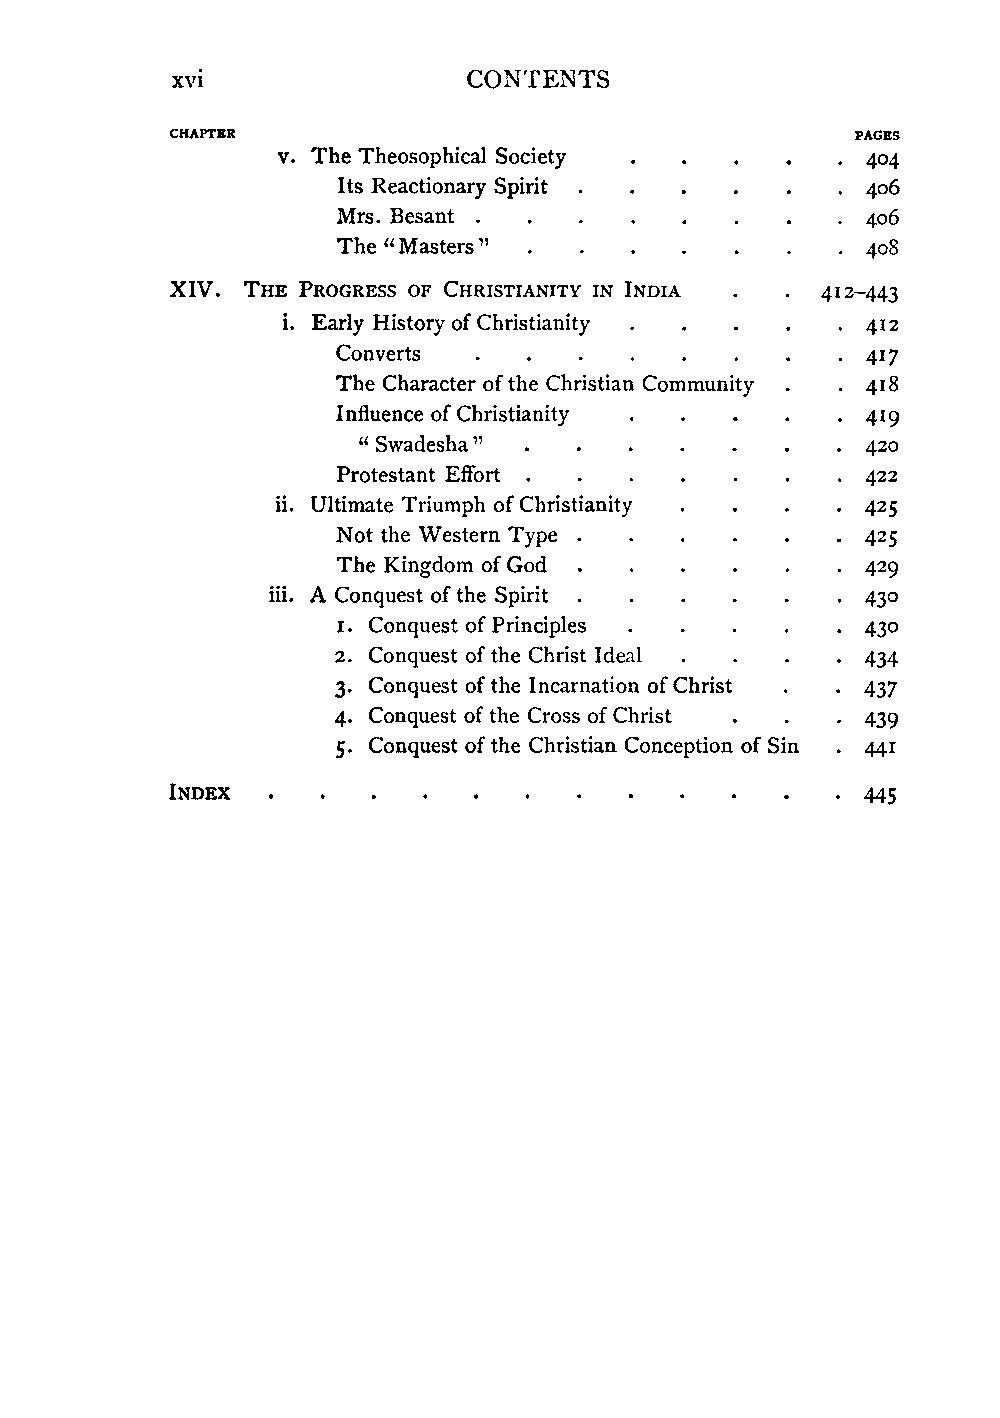 xvi CONTENTS
CHAPTER PAGES
v. The Theosophical Society . . . . . 404
Its Reactionary Spirit . . . . . . 406
Mrs. Besant . . . . . . . . 406
The “Masters” . . . . . . . 408
XIV. THE PROGRESS OF CHRISTIANITY IN INDIA . . 412–443
i. Early History of Christianity . . . . . 412
Converts . . . . . . . . 417
The Character of the Christian Community . . 418
Influence of Christianity . . . . . 419
“Swadesha” . . . . . . . 420
Protestant Effort . . . . . . . 422
ii. Ultimate Triumph of Christianity . . . . 425
Not the Western Type . . . . . . 425
The Kingdom of God . . . . . . 429
iii. A Conquest of the Spirit . . . . . . 430
1. Conquest of Principles . . . . . 430
2. Conquest of the Christ Ideal . . . . 434
3. Conquest of the Incarnation of Christ . . 437
4. Conquest of the Cross of Christ . . . 439
5. Conquest of the Christian Conception of Sin . 441
INDEX . . . . . . . . . . . . 445